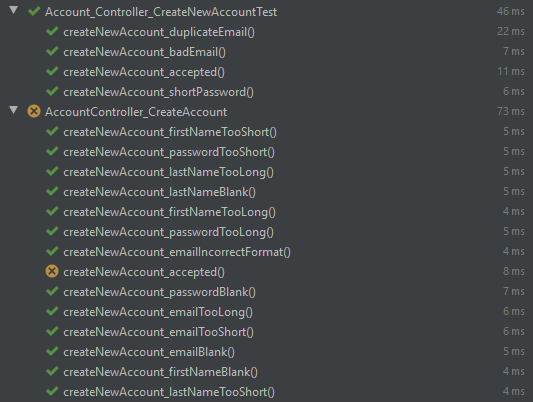 Account_Controller_CreateNewAccountTest 46 ms
createNewAccount_duplicateEmail() 22 ms
createNewAccount_badEmail() 7 ms
createNewAccount_accepted() 11 ms
createNewAccount_shortPassword() 6 ms
AccountController_CreateAccount 73 ms
createNewAccount_firstNameTooShort() 5 ms
createNewAccount_passwordTooShort() 5 ms
createNewAccount_lastNameTooLong() 5 ms
createNewAccount_lastNameBlank() 5 ms
createNewAccount_firstNameTooLong() 4 ms
createNewAccount_passwordTooLong() 5 ms
createNewAccount_emailIncorrectFormat() 4 ms
createNewAccount_accepted() 8 ms
createNewAccount_passwordBlank() 7 ms
createNewAccount_emailTooLong() 6 ms
createNewAccount_emailTooShort() 6 ms
createNewAccount_emailBlank() 5 ms
createNewAccount_firstNameBlank() 4 ms
createNewAccount_lastNameTooShort() 4 ms